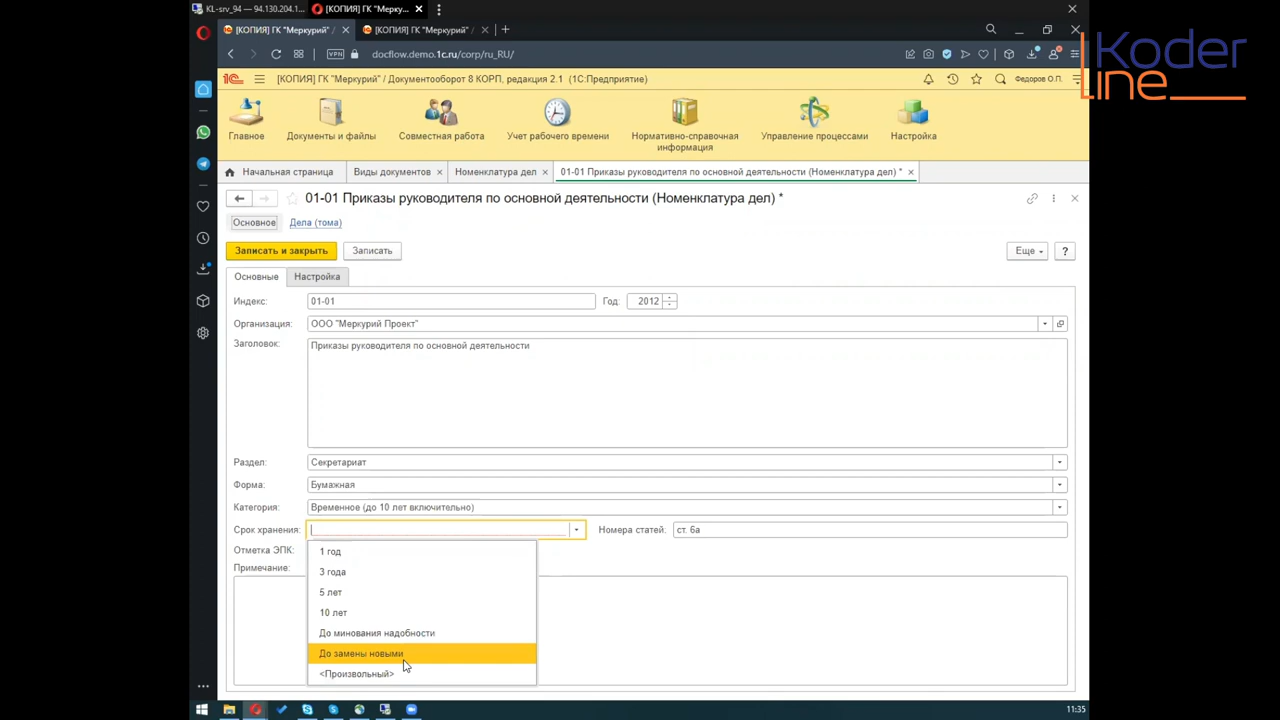 KL-srv_94 — 94.130.204.1...
[КОПИЯ] ГК "Мерку...
Koder
Line
[КОПИЯ] ГК "Меркурий" /
[КОПИЯ] ГК "Меркурий" /
VPN
docflow.demo.1c.ru/corp/ru_RU/
[КОПИЯ] ГК "Меркурий" / Документооборот 8 КОРП, редакция 2.1 (1С:Предприятие)
Федоров О.П.
Главное
Документы и файлы
Совместная работа
Учет рабочего времени
Нормативно-справочная
информация
Управление процессами
Настройка
Начальная страница
Виды документов
Номенклатура дел
01-01 Приказы руководителя по основной деятельности (Номенклатура дел) *
01-01 Приказы руководителя по основной деятельности (Номенклатура дел) *
Основное
Дела (тома)
Записать и закрыть
Записать
Еще
?
Основные
Настройка
Индекс: 01-01
Год: 2012
Организация: ООО "Меркурий Проект"
Заголовок: Приказы руководителя по основной деятельности
Раздел: Секретариат
Форма: Бумажная
Категория: Временное (до 10 лет включительно)
Срок хранения:
Номера статей: ст. 6а
Отметка ЭПК:
Примечание:
1 год
3 года
5 лет
10 лет
До минования надобности
До замены новыми
<Произвольный>
11:35